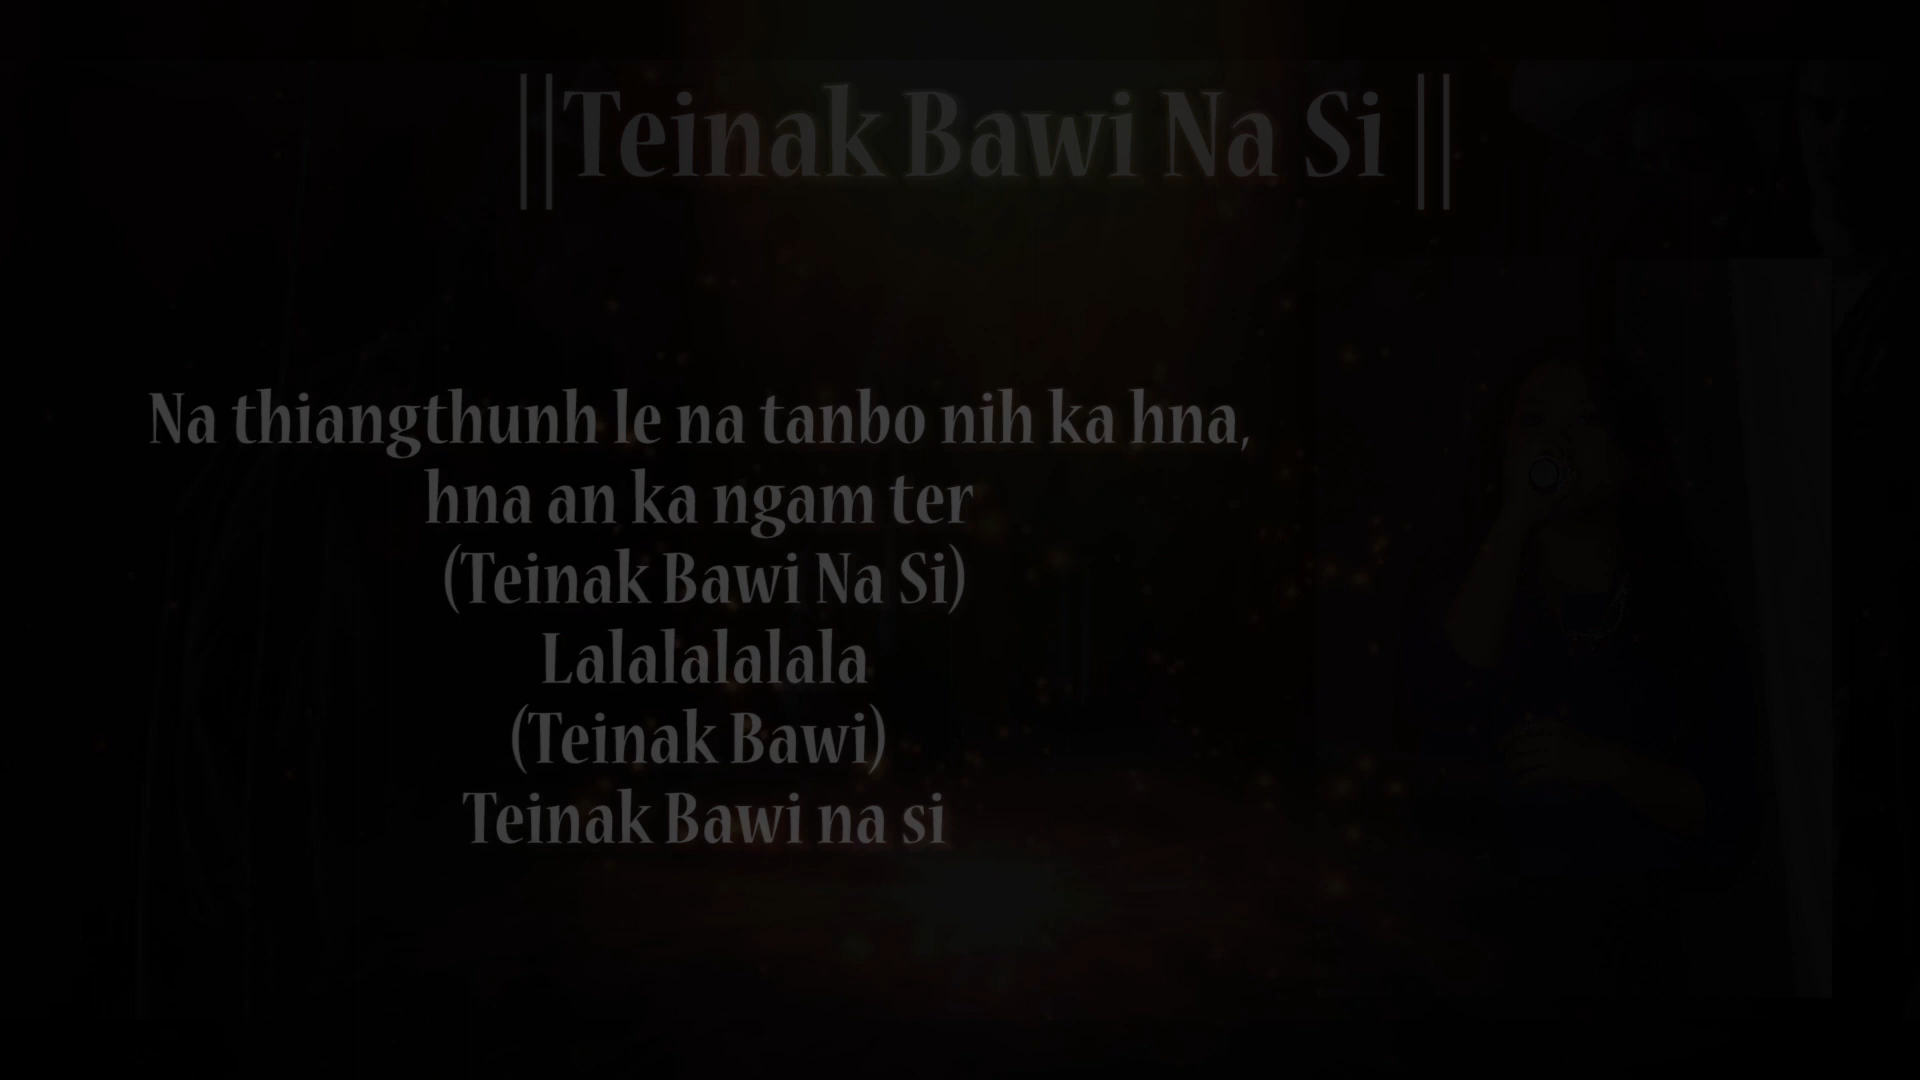 ||Teinak Bawi Na Si ||
Na thiangthunh le na tanbo nih ka hna,
hna an ka ngam ter
(Teinak Bawi Na Si)
Lalalalalala
(Teinak Bawi)
Teinak Bawi na si